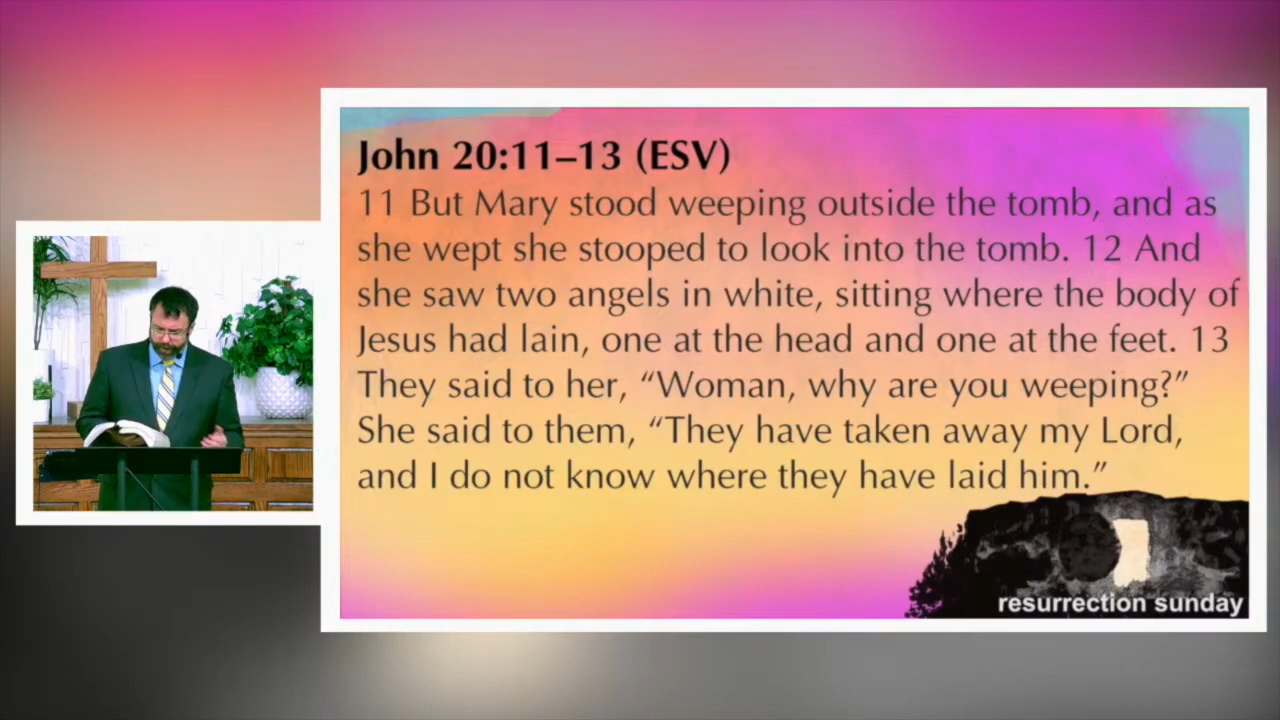 John 20:11–13 (ESV)
11 But Mary stood weeping outside the tomb, and as
she wept she stooped to look into the tomb. 12 And
she saw two angels in white, sitting where the body of
Jesus had lain, one at the head and one at the feet. 13
They said to her, “Woman, why are you weeping?”
She said to them, “They have taken away my Lord,
and I do not know where they have laid him.”
resurrection sunday